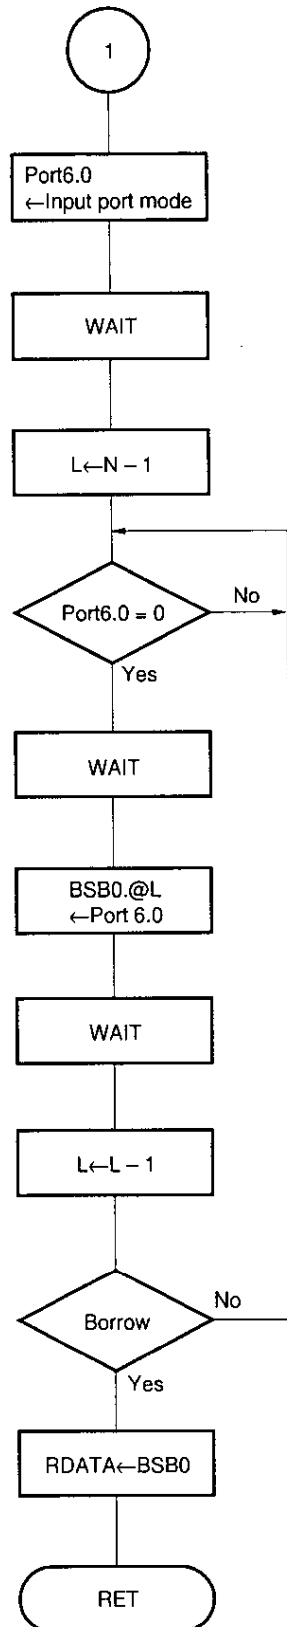 1
Port6.0
←Input port mode
WAIT
L←N – 1
Port6.0 = 0
No
Yes
WAIT
BSB0.@L
←Port 6.0
WAIT
L←L – 1
Borrow
No
Yes
RDATA←BSB0
RET